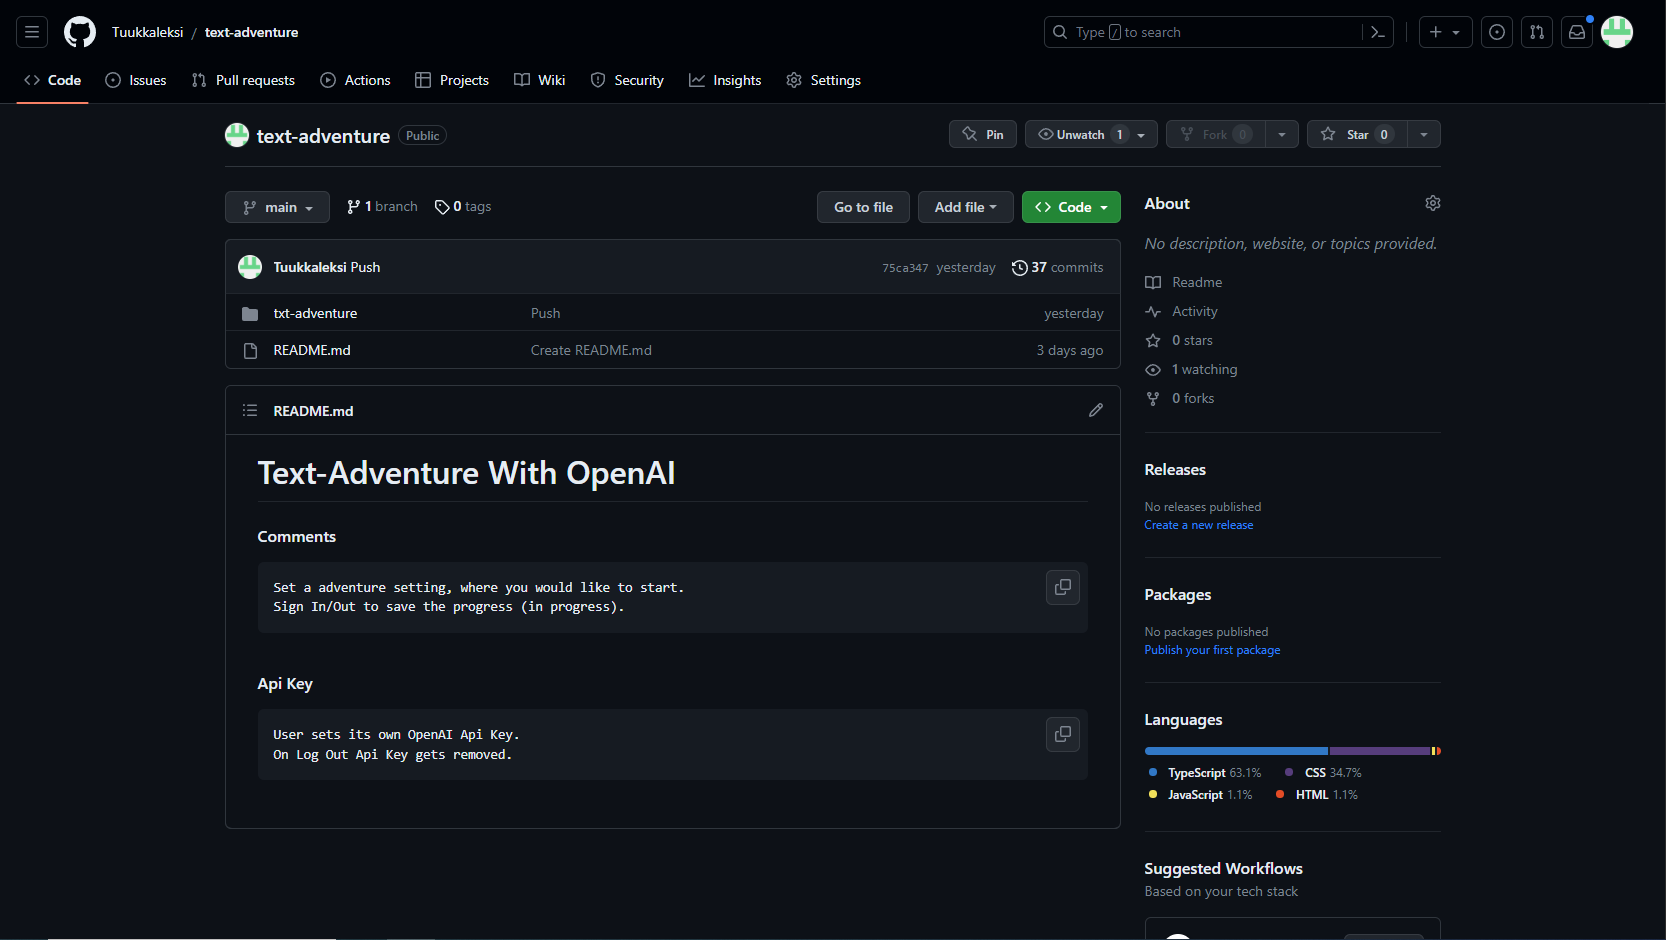 Tuukkaleksi / text-adventure
Type / to search
Code Issues Pull requests Actions Projects Wiki Security Insights Settings
text-adventure Public
Pin Unwatch 1 Fork 0 Star 0
main 1 branch 0 tags Go to file Add file Code
Tuukkaleksi Push 75ca347 yesterday 37 commits
txt-adventure Push yesterday
README.md Create README.md 3 days ago
README.md
Text-Adventure With OpenAI
Comments
Set a adventure setting, where you would like to start.
Sign In/Out to save the progress (in progress).
Api Key
User sets its own OpenAI Api Key.
On Log Out Api Key gets removed.
About
No description, website, or topics provided.
Readme
Activity
0 stars
1 watching
0 forks
Releases
No releases published
Create a new release
Packages
No packages published
Publish your first package
Languages
TypeScript 63.1% CSS 34.7%
JavaScript 1.1% HTML 1.1%
Suggested Workflows
Based on your tech stack